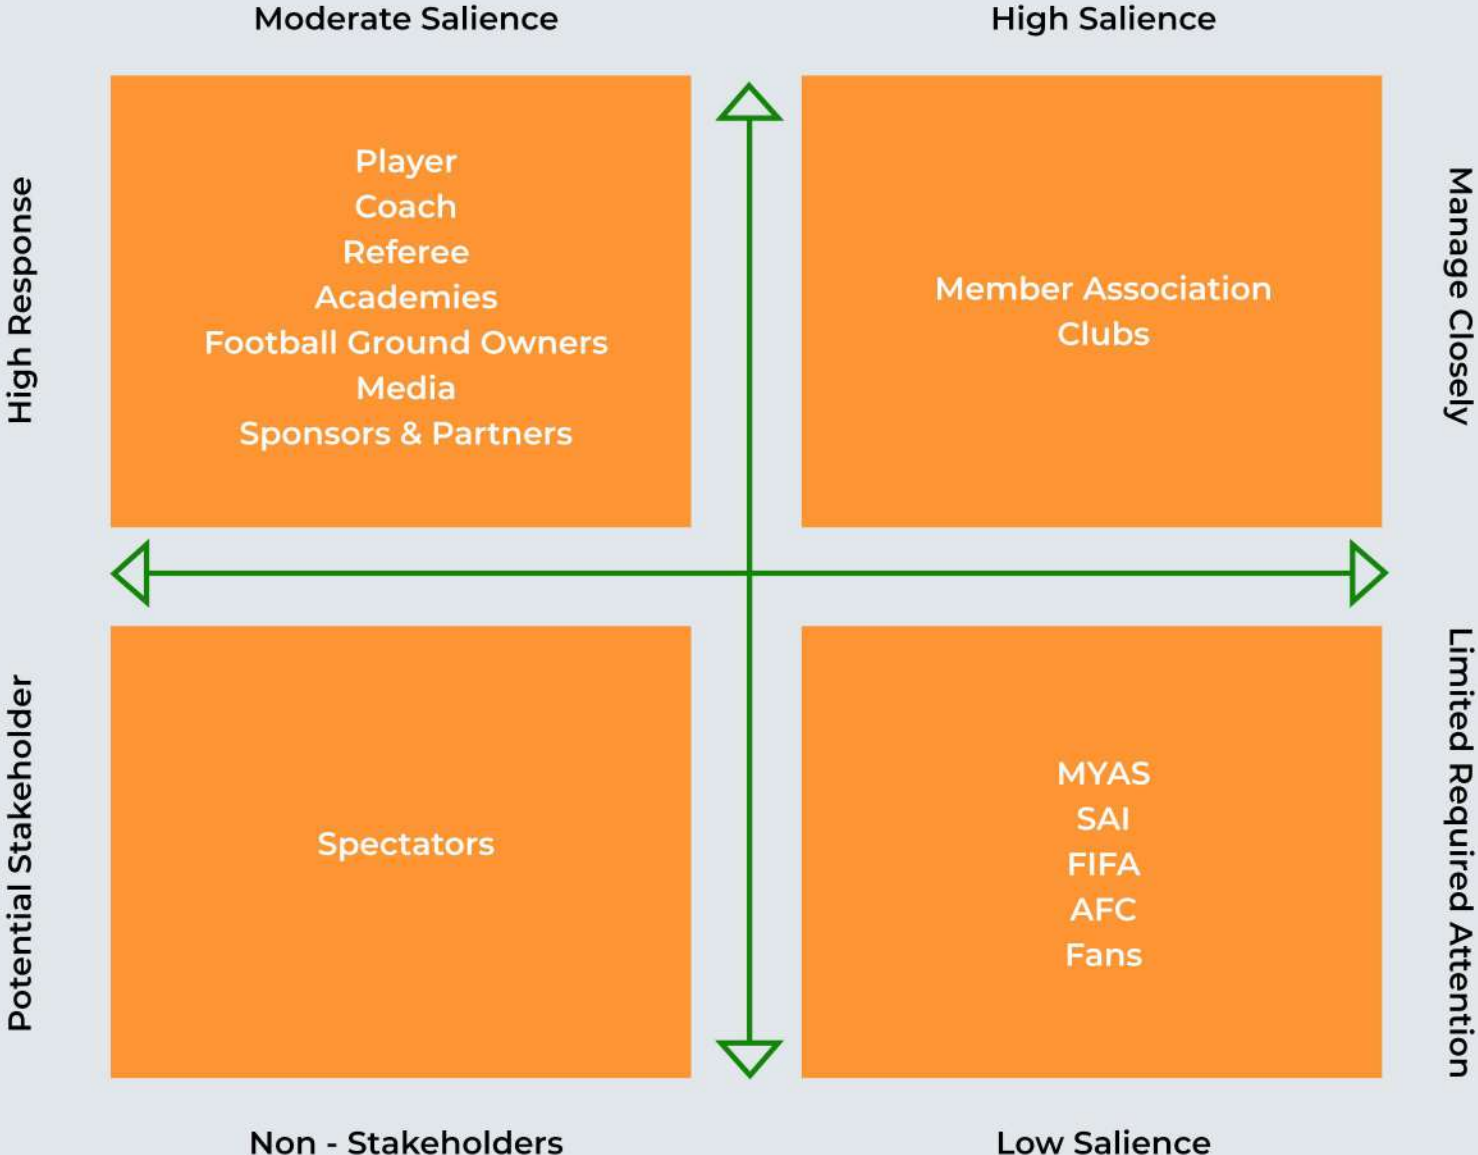 Moderate Salience
High Salience
High Response
Player
Coach
Referee
Academies
Football Ground Owners
Media
Sponsors & Partners
Member Association
Clubs
Manage Closely
Potential Stakeholder
Spectators
MYAS
SAI
FIFA
AFC
Fans
Limited Required Attention
Non - Stakeholders
Low Salience